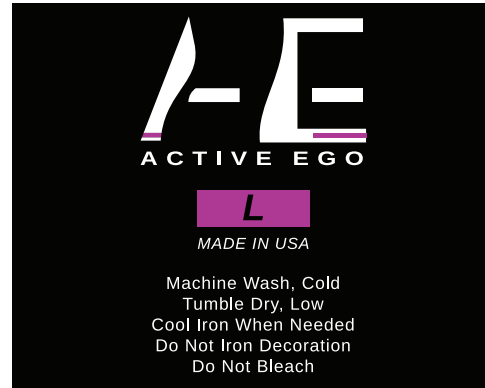 AE
ACTIVE EGO
L
MADE IN USA
Machine Wash, Cold
Tumble Dry, Low
Cool Iron When Needed
Do Not Iron Decoration
Do Not Bleach